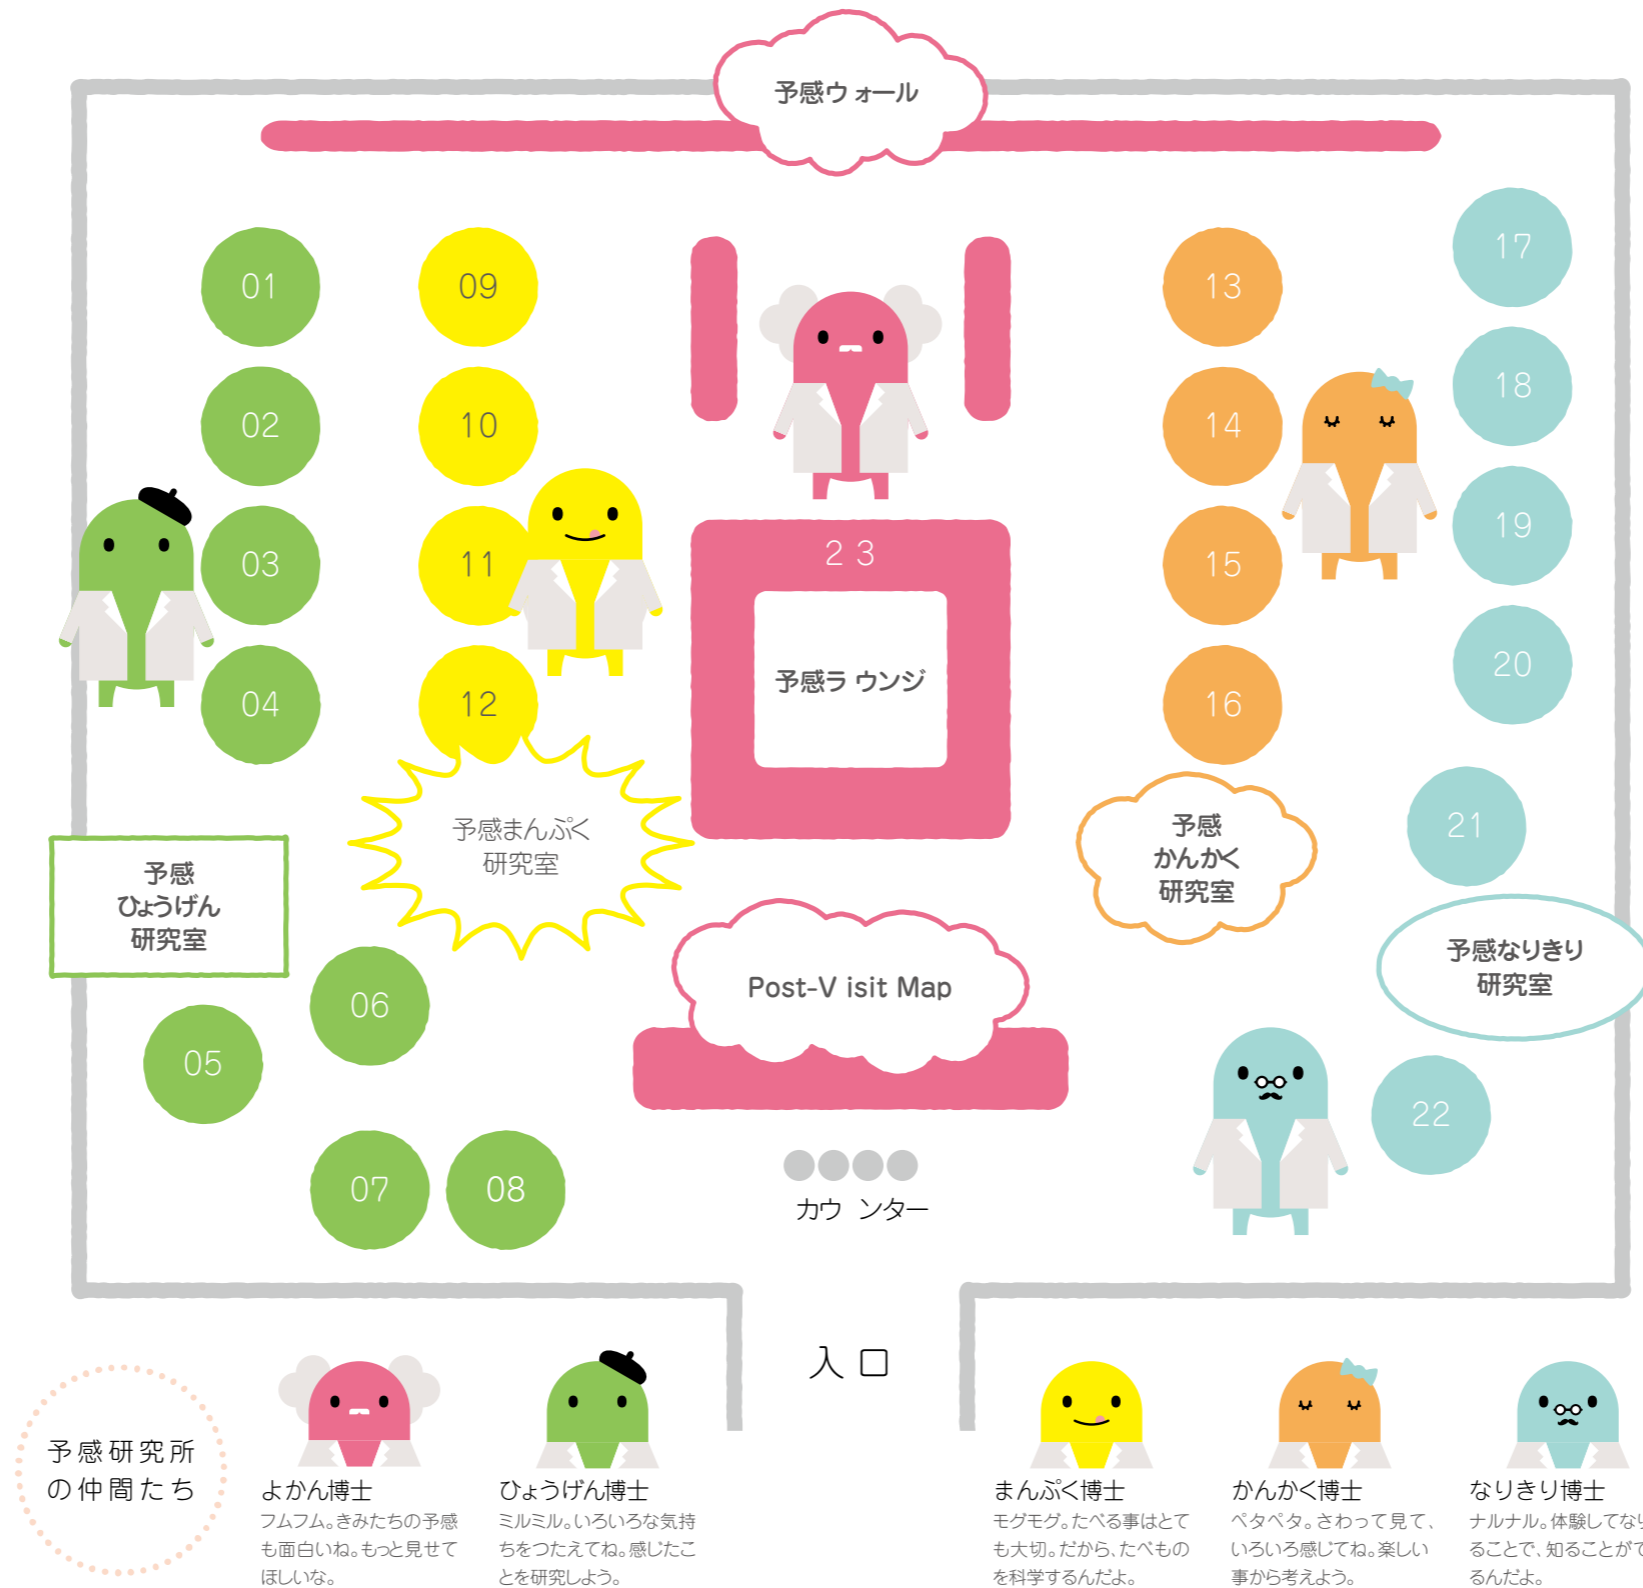 予感ウォール
01
09
13
17
02
10
14
18
03
11
23
15
19
04
12
予感ラウンジ
16
20
予感まんぷく
研究室
予感
かんかく
研究室
21
予感
ひょうげん
研究室
予感なりきり
研究室
Post-Visit Map
06
05
22
07
08
カウンター
入口
予感研究所
の仲間たち
よかん博士
フムフム。きみたちの予感
も面白いね。もっと見せて
ほしいな。
ひょうげん博士
ミルミル。いろいろな気持
ちをつたえてね。感じたこ
とを研究しよう。
まんぷく博士
モグモグ。たべる事はとて
も大切。だから、たべもの
を科学するんだよ。
かんかく博士
ペタペタ。さわって見て、
いろいろ感じてね。楽しい
事から考えよう。
なりきり博士
ナルナル。体験してなり
ることで、知ることがで
るんだよ。